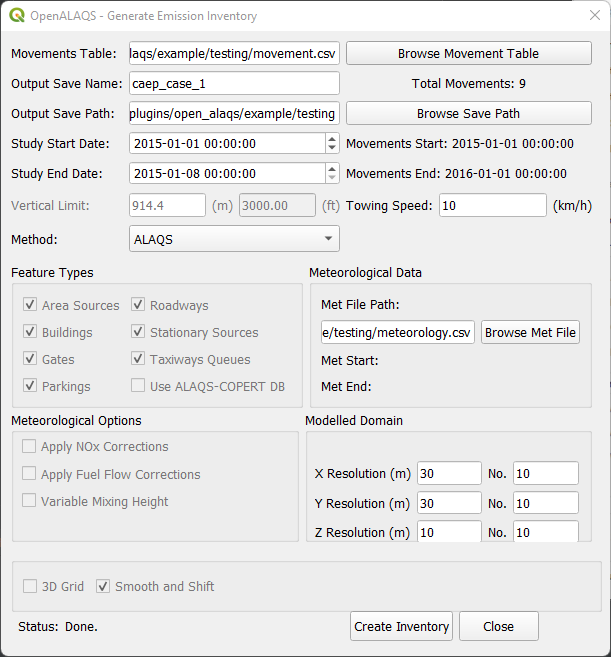 OpenALAQS - Generate Emission Inventory
Movements Table: laqs/example/testing/movement.csv Browse Movement Table
Output Save Name: caep_case_1 Total Movements: 9
Output Save Path: plugins/open_alaqs/example/testing Browse Save Path
Study Start Date: 2015-01-01 00:00:00 Movements Start: 2015-01-01 00:00:00
Study End Date: 2015-01-08 00:00:00 Movements End: 2016-01-01 00:00:00
Vertical Limit: 914.4 (m) 3000.00 (ft) Towing Speed: 10 (km/h)
Method: ALAQS
Feature Types
Area Sources Roadways
Buildings Stationary Sources
Gates Taxiways Queues
Parkings Use ALAQS-COPERT DB
Meteorological Data
Met File Path:
e/testing/meteorology.csv Browse Met File
Met Start:
Met End:
Meteorological Options
Apply NOx Corrections
Apply Fuel Flow Corrections
Variable Mixing Height
Modelled Domain
X Resolution (m) 30 No. 10
Y Resolution (m) 30 No. 10
Z Resolution (m) 10 No. 10
3D Grid Smooth and Shift
Status: Done. Create Inventory Close